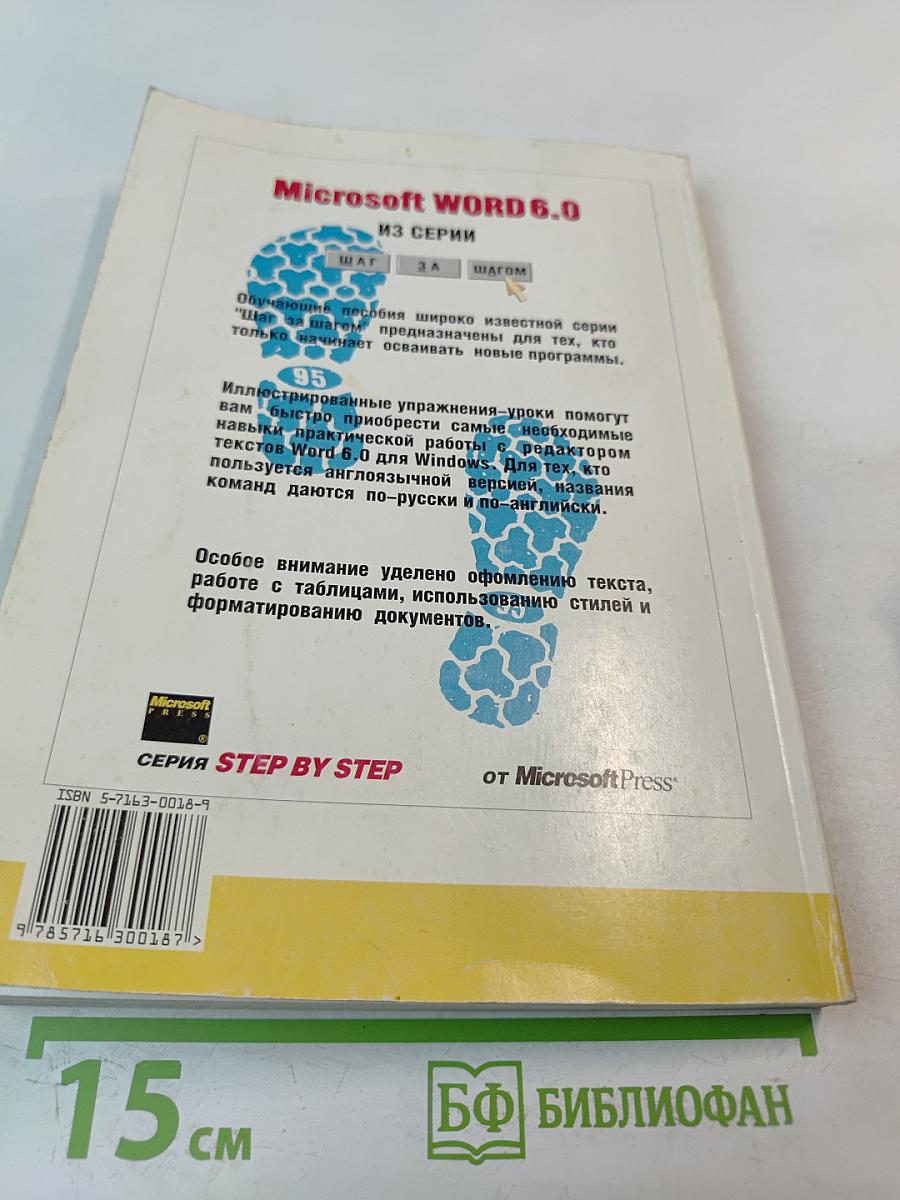 Microsoft WORD 6.0
ИЗ СЕРИИ
ШАГ ЗА ШАГОМ
Обучающие пособия широко известной серии
"Шаг за шагом" предназначены для тех, кто
только начинает осваивать новые программы.
95
Иллюстрированные упражнения-уроки помогут
вам быстро приобрести самые необходимые
навыки практической работы с редактором
текстов Word 6.0 для Windows. Для тех, кто
пользуется англоязычной версией, названия
команд даются по-русски и по-английски.
Особое внимание уделено офомлению текста,
работе с таблицами, использованию стилей и
95
форматированию документов.
Microsoft
PRESS
®
СЕРИЯ STEP BY STEP
от Microsoft Press®
ISBN 5-7163-0018-9
9 785716 300187 >
15 см
БФ БИБЛИОФАН